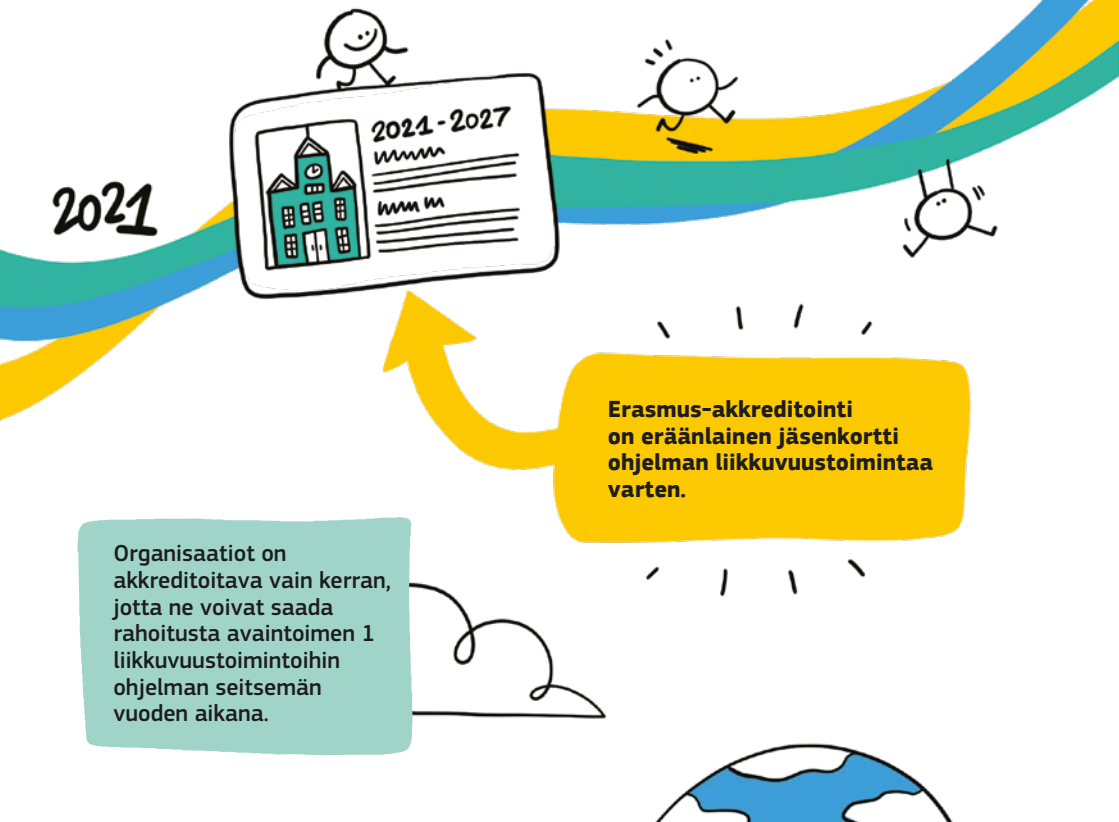 2021
2021-2027
Erasmus-akkreditointi
on eräänlainen jäsenkortti
ohjelman liikkuvuustoimintaa
varten.
Organisaatiot on
akkreditoitava vain kerran,
jotta ne voivat saada
rahoitusta avaintoimen 1
liikkuvuustoimintoihin
ohjelman seitsemän
vuoden aikana.